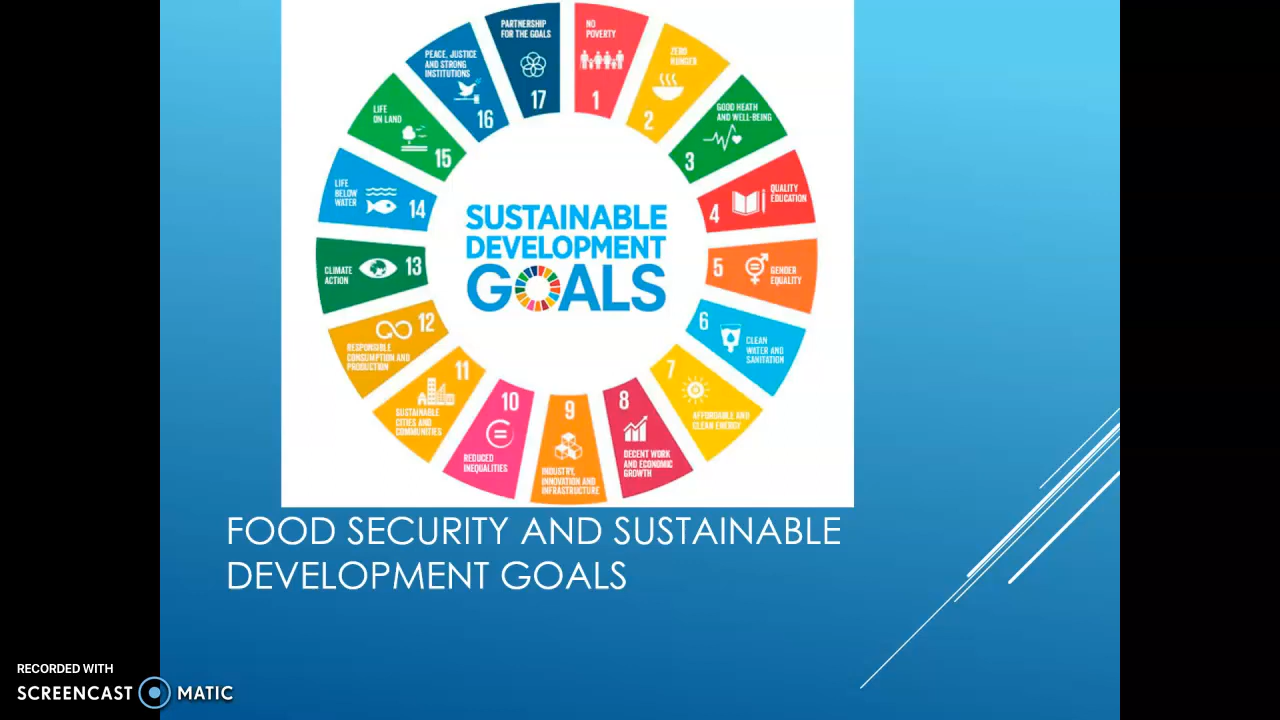 NO
POVERTY
1
ZERO
HUNGER
2
GOOD HEATH
AND WELL-BEING
3
QUALITY
EDUCATION
4
5
GENDER
EQUALITY
6
CLEAN
WATER AND
SANITATION
7
AFFORDABLE AND
CLEAN ENERGY
8
DECENT WORK
AND ECONOMIC
GROWTH
9
INDUSTRY,
INNOVATION AND
INFRASTRUCTURE
10
REDUCED
INEQUALITIES
11
SUSTAINABLE
CITIES AND
COMMUNITIES
12
RESPONSIBLE
CONSUMPTION AND
PRODUCTION
13
CLIMATE
ACTION
14
LIFE
BELOW
WATER
15
LIFE
ON LAND
16
PEACE, JUSTICE
AND STRONG
INSTITUTIONS
17
PARTNERSHIP
FOR THE GOALS
SUSTAINABLE
DEVELOPMENT
GOALS
FOOD SECURITY AND SUSTAINABLE
DEVELOPMENT GOALS
RECORDED WITH
SCREENCAST MATIC